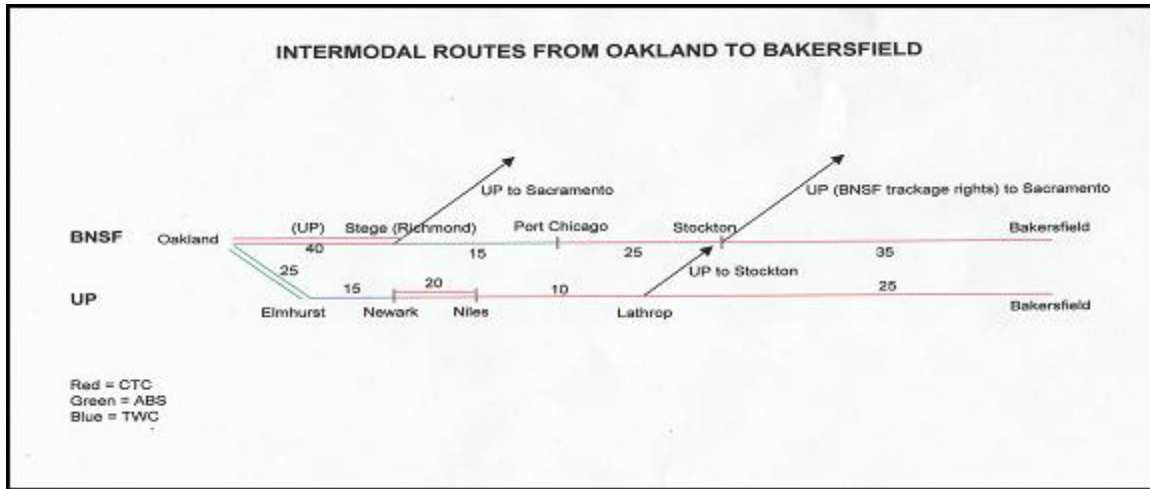 INTERMODAL ROUTES FROM OAKLAND TO BAKERSFIELD
UP to Sacramento
UP (BNSF trackage rights) to Sacramento
BNSF
Oakland
(UP)
Stege (Richmond)
Port Chicago
Stockton
Bakersfield
40
15
25
35
UP to Stockton
25
UP
15
20
10
25
Elmhurst
Newark
Niles
Lathrop
Bakersfield
Red = CTC
Green = ABS
Blue = TWC